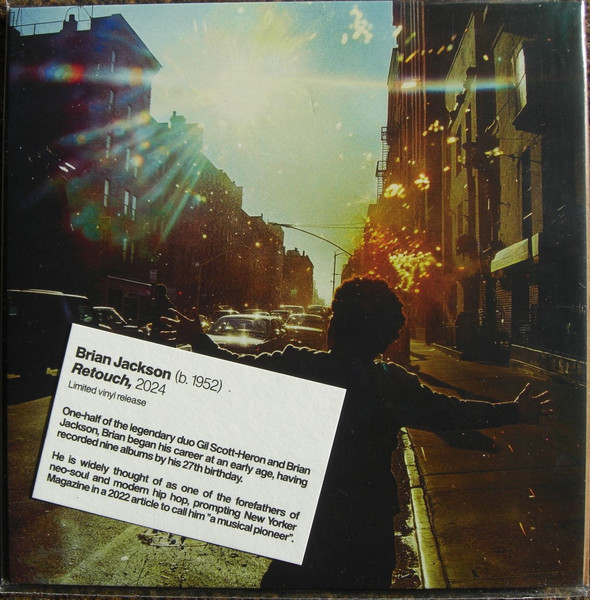 Brian Jackson (b. 1952)
Retouch, 2024
Limited vinyl release
One-half of the legendary duo Gil Scott-Heron and Brian
Jackson, Brian began his career at an early age, having
recorded nine albums by his 27th birthday.
He is widely thought of as one of the forefathers of
neo-soul and modern hip hop, prompting New Yorker
Magazine in a 2022 article to call him "a musical pioneer".